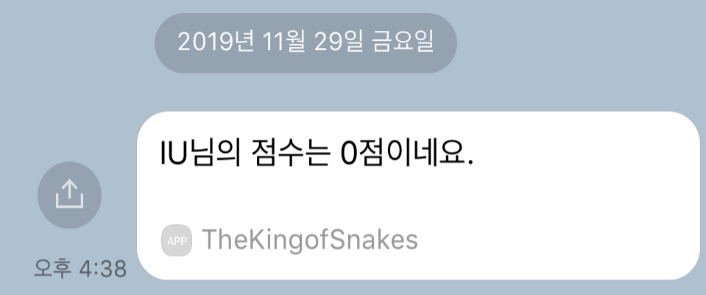 2019년 11월 29일 금요일
IU님의 점수는 0점이네요.
APP TheKingofSnakes
오후 4:38